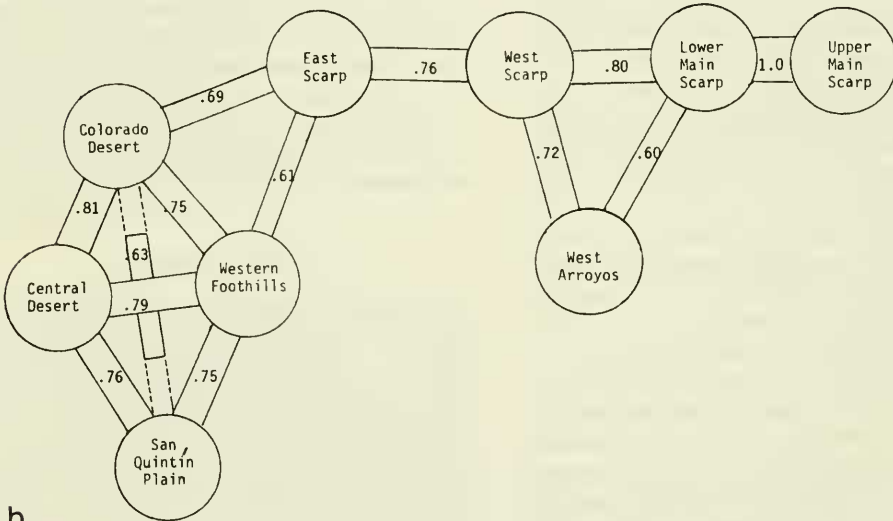 East
Scarp
.76
West
Scarp
.80
Lower
Main
Scarp
1.0
Upper
Main
Scarp
.69
Colorado
Desert
.61
.72
.60
.81
.75
.63
West
Arroyos
Central
Desert
Western
Foothills
.79
.76
.75
San
Quintín
Plain
b